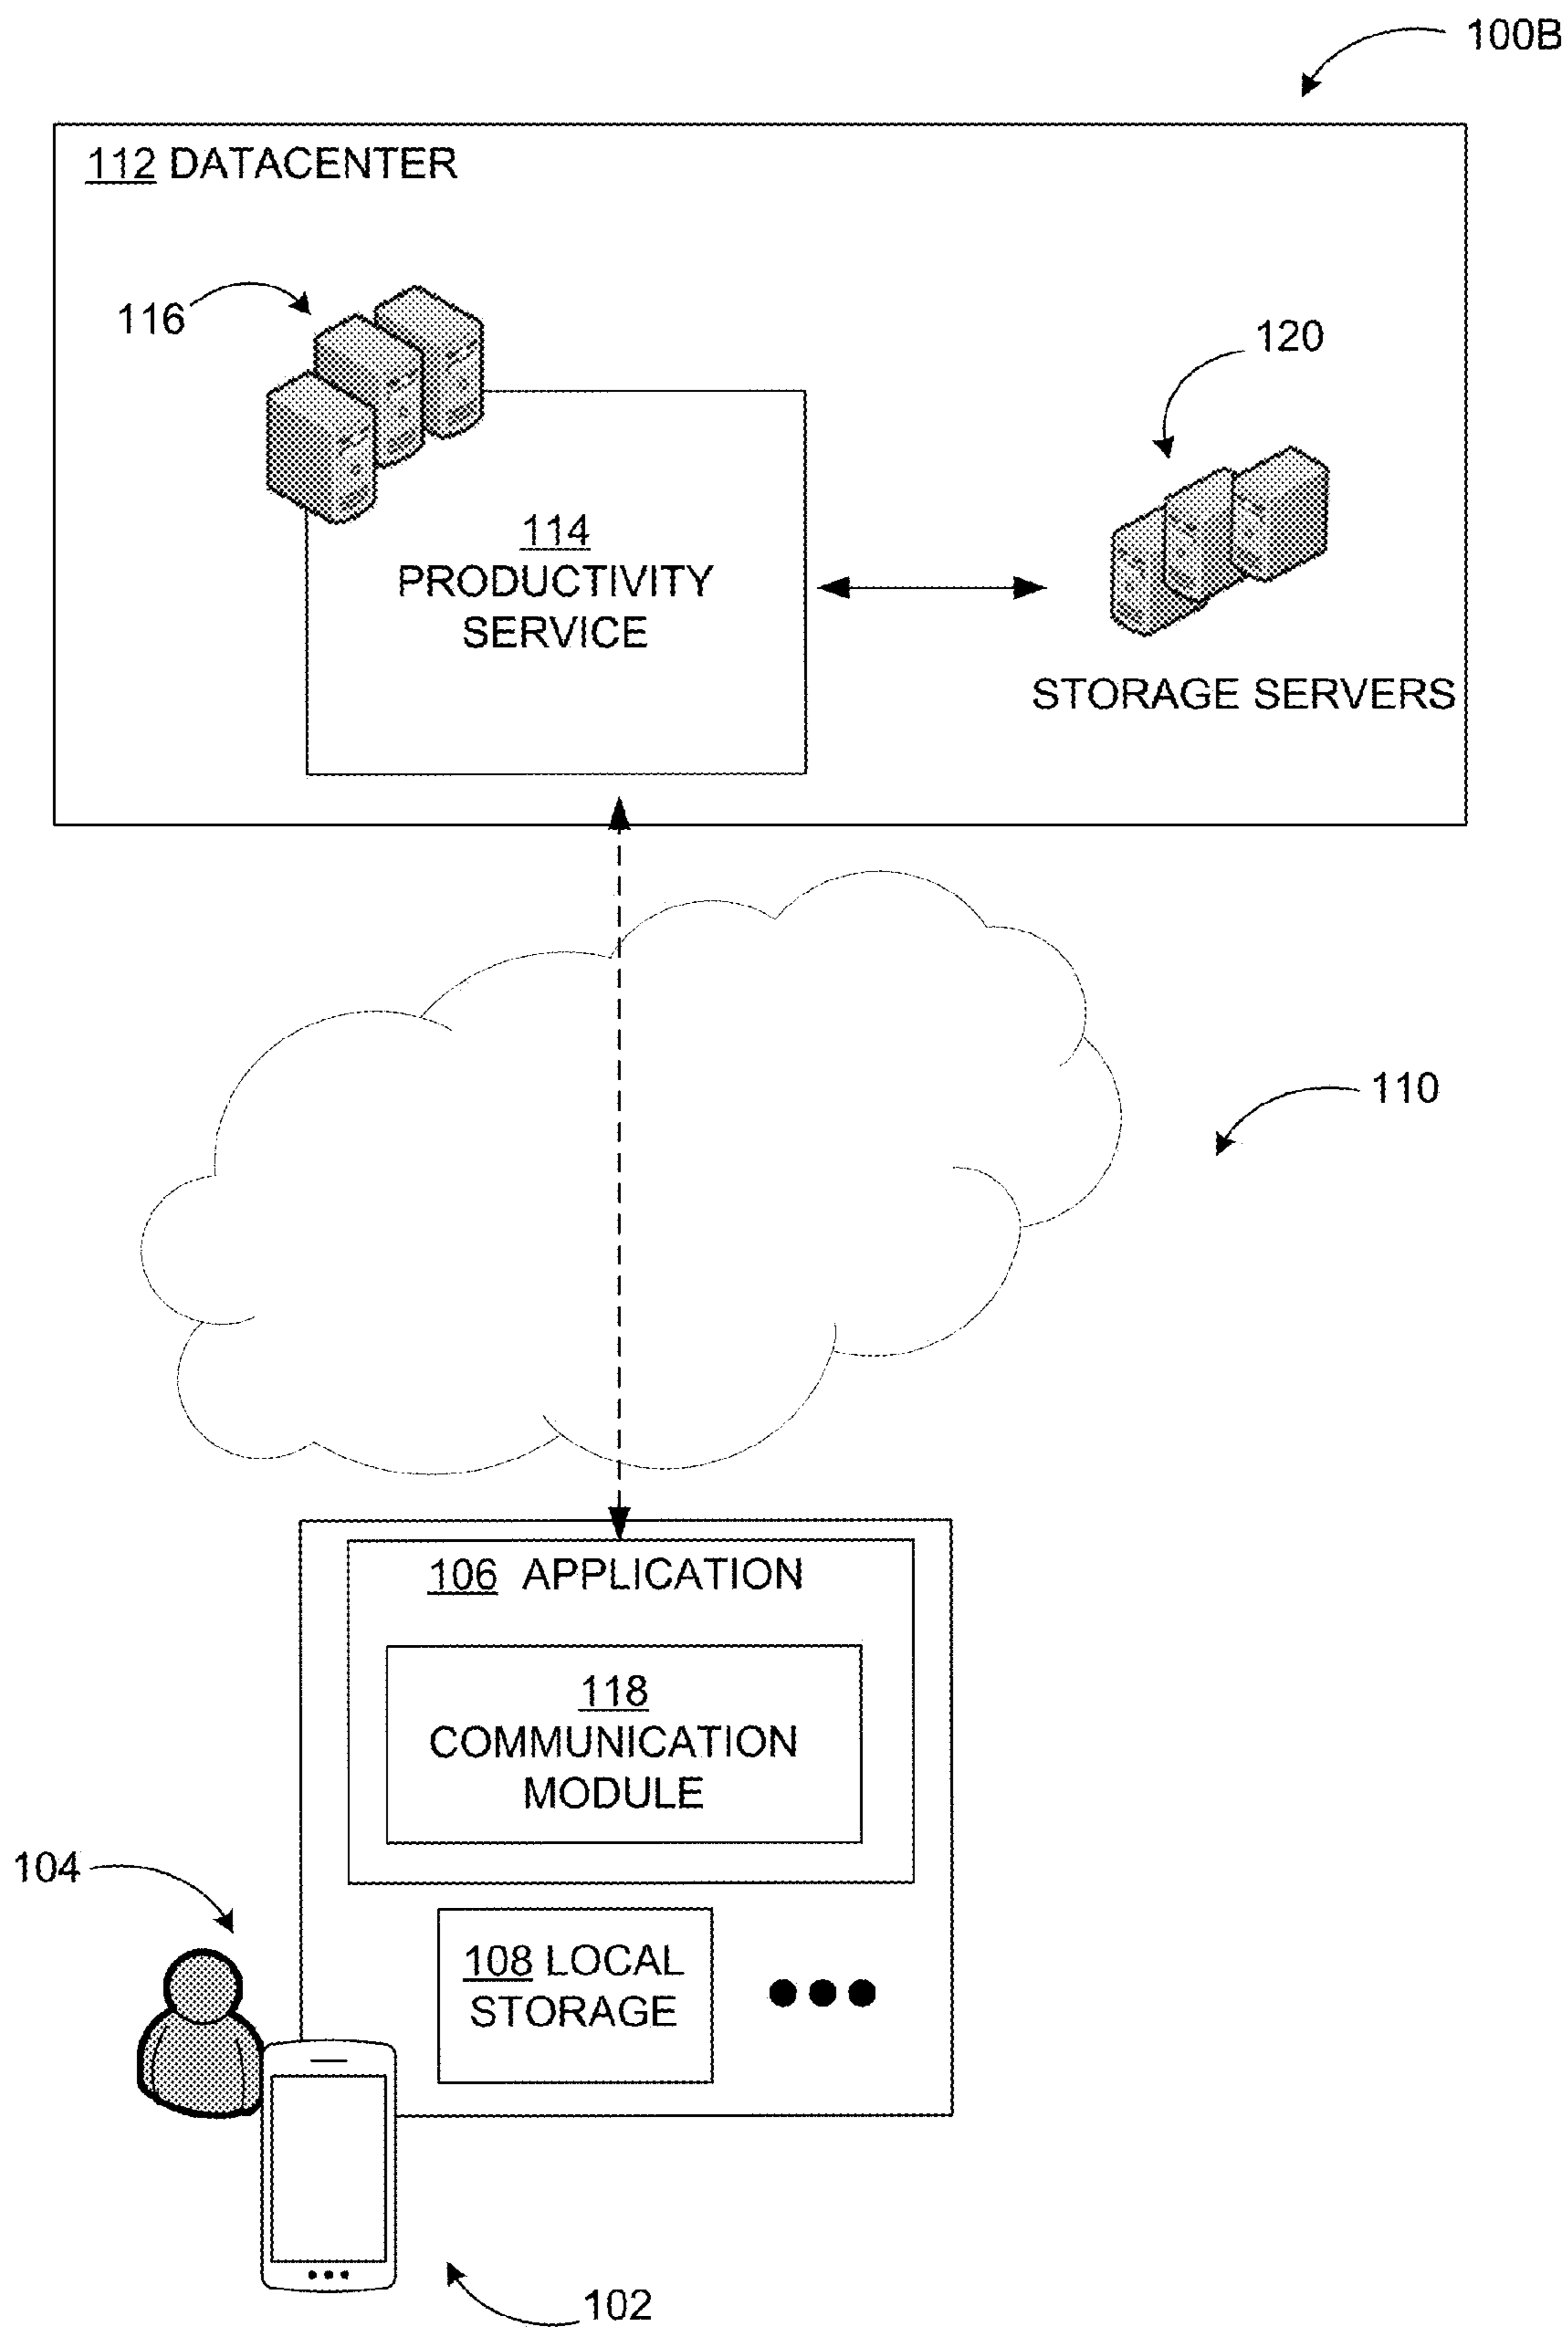 100B
112 DATACENTER
116
120
114
PRODUCTIVITY
SERVICE
STORAGE SERVERS
110
106 APPLICATION
118
COMMUNICATION
MODULE
104
108 LOCAL
STORAGE
102